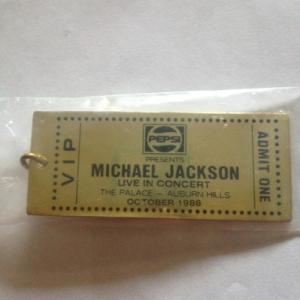 VIP
PEPSI
PRESENTS
MICHAEL JACKSON
LIVE IN CONCERT
THE PALACE - AUBURN HILLS
OCTOBER 1988
ADMIT ONE